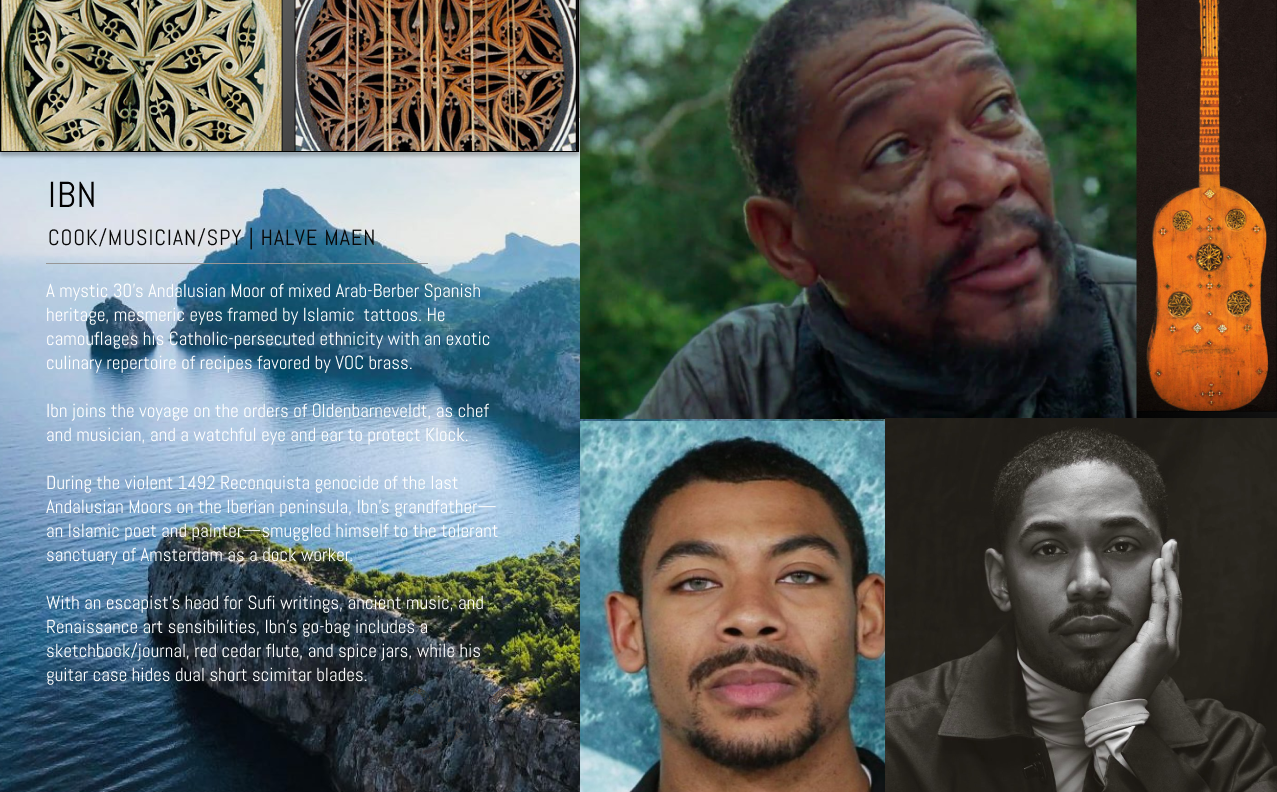 IBN
COOK/MUSICIAN/SPY | HALVE MAEN
A mystic 30's Andalusian Moor of mixed Arab-Berber Spanish
heritage, mesmeric eyes framed by Islamic  tattoos. He
camouflages his Catholic-persecuted ethnicity with an exotic
culinary repertoire of recipes favored by VOC brass.
Ibn joins the voyage on the orders of Oldenbarneveldt, as chef
and musician, and a watchful eye and ear to protect Klock.
During the violent 1492 Reconquista genocide of the last
Andalusian Moors on the Iberian peninsula, Ibn's grandfather—
an Islamic poet and painter—smuggled himself to the tolerant
sanctuary of Amsterdam as a dock worker.
With an escapist's head for Sufi writings, ancient music, and
Renaissance art sensibilities, Ibn's go-bag includes a
sketchbook/journal, red cedar flute, and spice jars, while his
guitar case hides dual short scimitar blades.